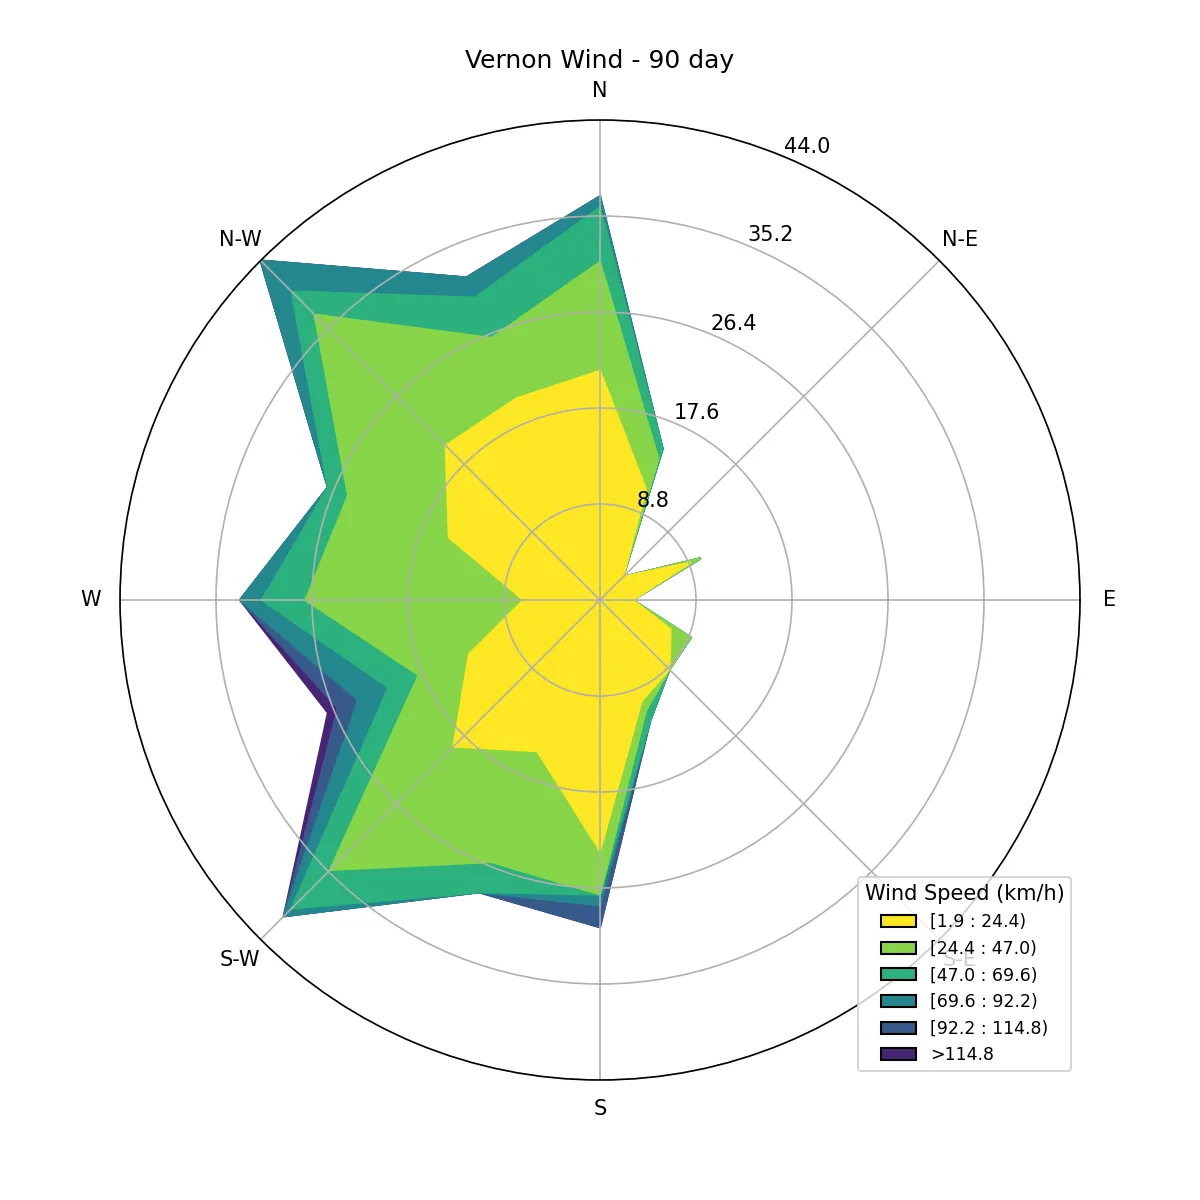 Vernon Wind - 90 day
N
44.0
35.2
N-W
N-E
26.4
17.6
8.8
W
E
Wind Speed (km/h)
[1.9 : 24.4)
[24.4 : 47.0)
S-W
S-E
[47.0 : 69.6)
[69.6 : 92.2)
[92.2 : 114.8)
>114.8
S